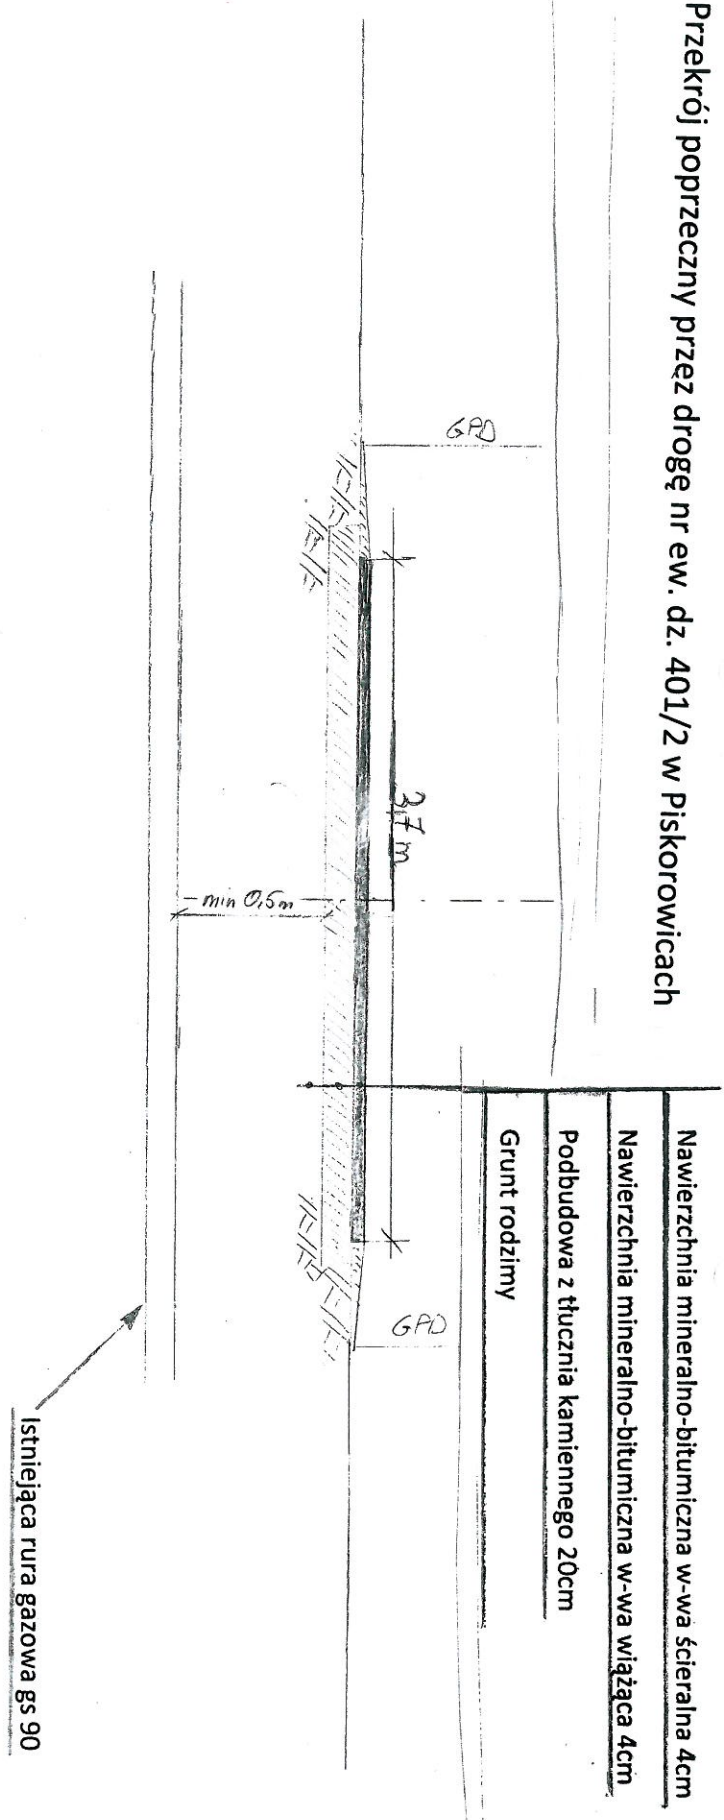 Przekrój poprzeczny przez drogę nr ew. dz. 401/2 w Piskorowicach
Nawierzchnia mineralno-bitumiczna w-wa ścieralna 4cm
Nawierzchnia mineralno-bitumiczna w-wa wiążąca 4cm
Podbudowa z tłucznia kamiennego 20cm
Grunt rodzimy
GPD
3,7 m
min 0,5m
GPD
Istniejąca rura gazowa gs 90